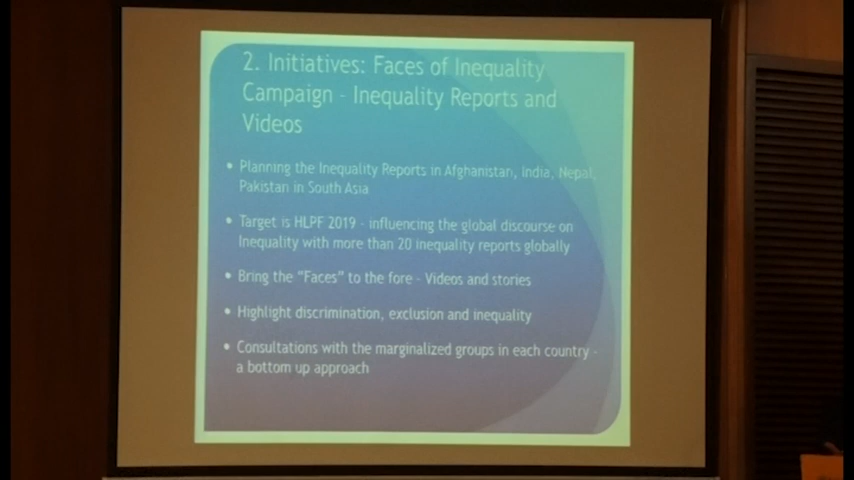 2. Initiatives: Faces of Inequality
Campaign - Inequality Reports and
Videos
• Planning the Inequality Reports in Afghanistan, India, Nepal,
Pakistan in South Asia
• Target is HLPF 2019 - influencing the global discourse on
Inequality with more than 20 inequality reports globally
• Bring the "Faces" to the fore - Videos and stories
• Highlight discrimination, exclusion and inequality
• Consultations with the marginalized groups in each country -
a bottom up approach